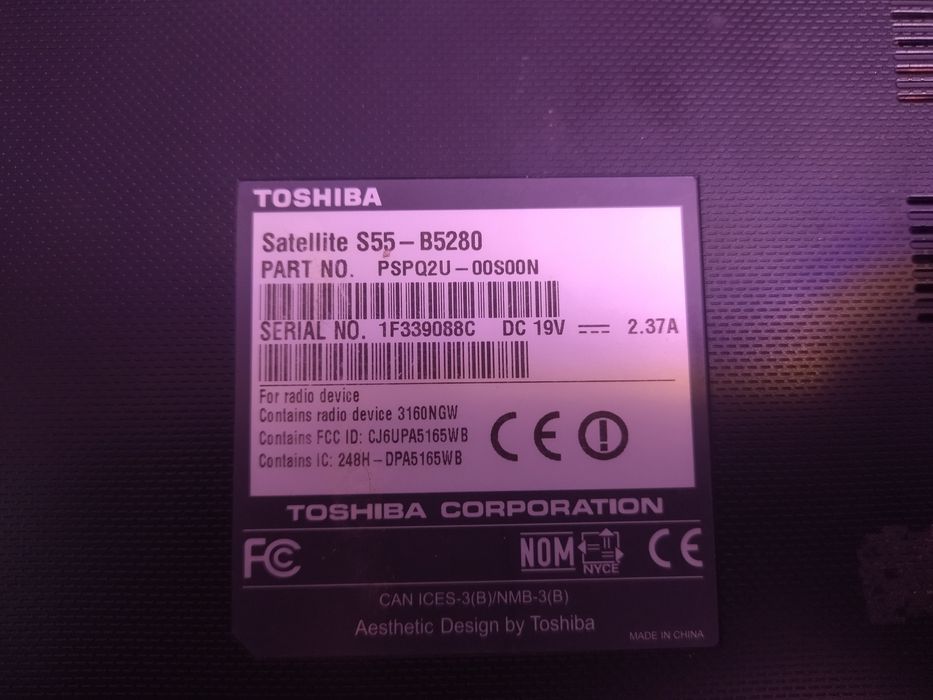 TOSHIBA
Satellite S55-B5280
PART NO. PSPQ2U-00S00N
SERIAL NO. 1F339088C DC 19V 2.37A
For radio device
Contains radio device 3160NGW
Contains FCC ID: CJ6UPA5165WB
Contains IC: 248H-DPA5165WB
CE
TOSHIBA CORPORATION
FC NOM NYCE CE
CAN ICES-3(B)/NMB-3(B)
Aesthetic Design by Toshiba
MADE IN CHINA